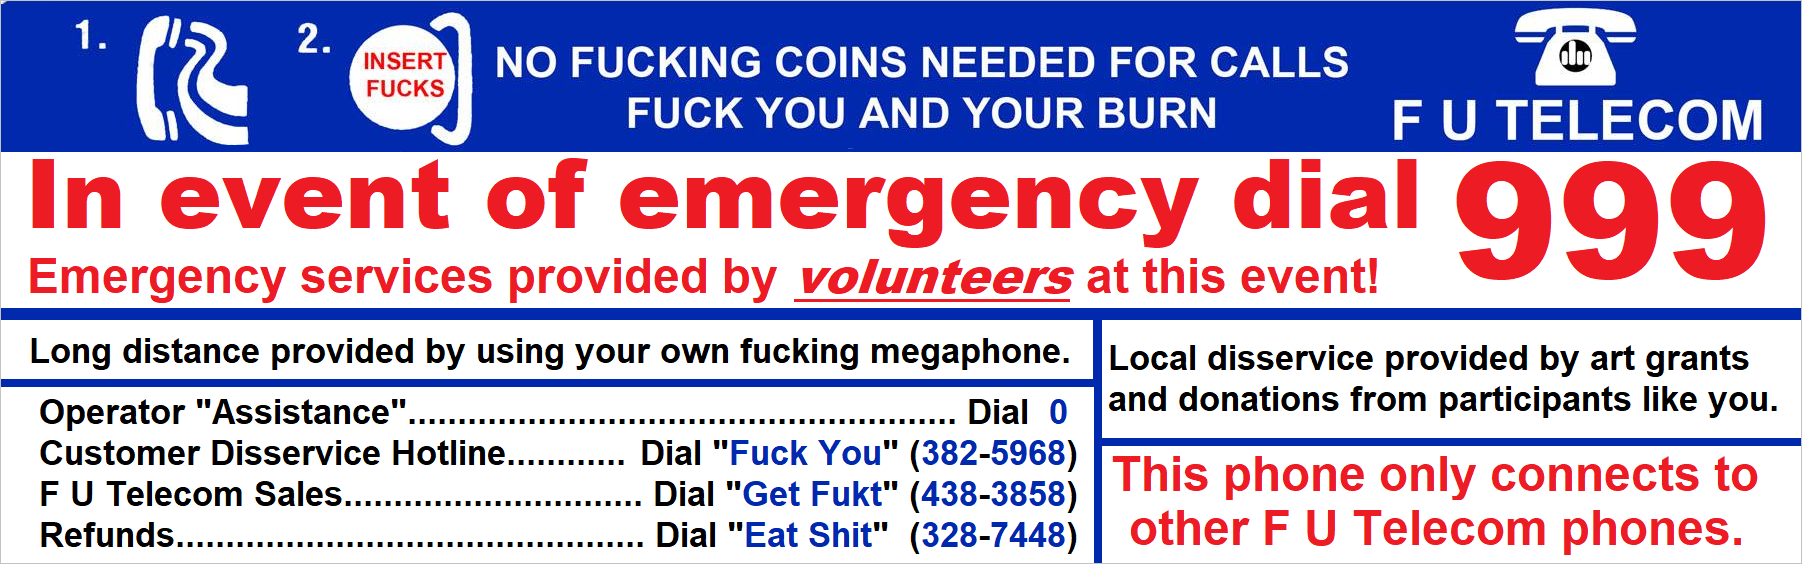 1.
2.
INSERT
FUCKS
NO FUCKING COINS NEEDED FOR CALLS
FUCK YOU AND YOUR BURN
F U TELECOM
In event of emergency dial 999
Emergency services provided by volunteers at this event!
Long distance provided by using your own fucking megaphone.
Operator "Assistance"...................................................... Dial 0
Customer Disservice Hotline............ Dial "Fuck You" (382-5968)
F U Telecom Sales.............................. Dial "Get Fukt" (438-3858)
Refunds............................................... Dial "Eat Shit" (328-7448)
Local disservice provided by art grants
and donations from participants like you.
This phone only connects to
other F U Telecom phones.